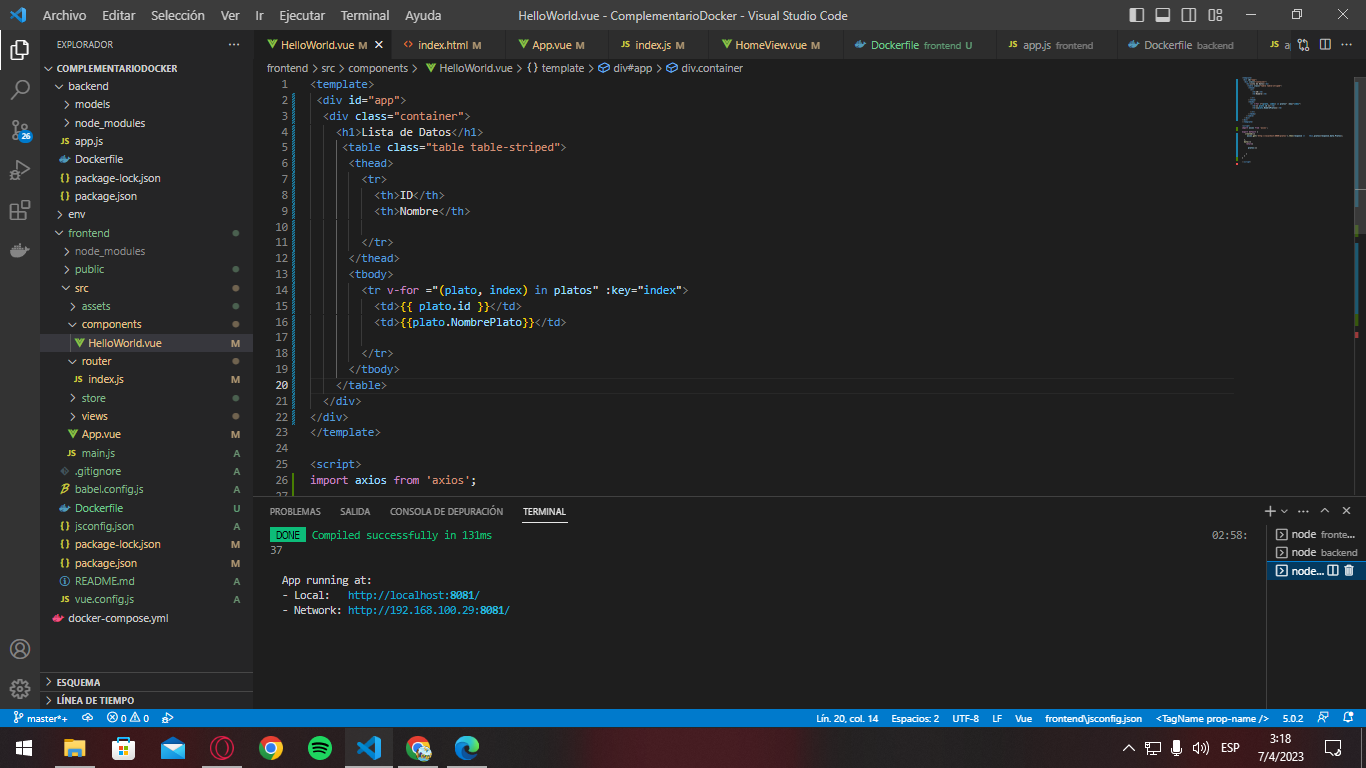 Archivo Editar Selección Ver Ir Ejecutar Terminal Ayuda HelloWorld.vue - ComplementarioDocker - Visual Studio Code
EXPLORADOR
COMPLEMENTARIODOCKER
backend
models
node_modules
app.js
Dockerfile
package-lock.json
package.json
env
frontend
node_modules
public
src
assets
components
HelloWorld.vue M
router
index.js M
store
views
App.vue M
main.js A
.gitignore A
babel.config.js A
Dockerfile U
jsconfig.json A
package-lock.json M
package.json M
README.md A
vue.config.js A
docker-compose.yml
ESQUEMA
LÍNEA DE TIEMPO
HelloWorld.vue M index.html M App.vue M index.js M HomeView.vue M Dockerfile frontend U app.js frontend Dockerfile backend
frontend > src > components > HelloWorld.vue > {} template > div#app > div.container
1 <template>
2 <div id="app">
3 <div class="container">
4 <h1>Lista de Datos</h1>
5 <table class="table table-striped">
6 <thead>
7 <tr>
8 <th>ID</th>
9 <th>Nombre</th>
10
11 </tr>
12 </thead>
13 <tbody>
14 <tr v-for ="(plato, index) in platos" :key="index">
15 <td>{{ plato.id }}</td>
16 <td>{{plato.NombrePlato}}</td>
17
18 </tr>
19 </tbody>
20 </table>
21 </div>
22 </div>
23 </template>
24
25 <script>
26 import axios from 'axios';
27
PROBLEMAS SALIDA CONSOLA DE DEPURACIÓN TERMINAL
DONE Compiled successfully in 131ms 02:58:
37
App running at:
- Local: http://localhost:8081/
- Network: http://192.168.100.29:8081/
node fronte...
node backend
node...
26
master*+ 0 0 Lín. 20, col. 14 Espacios: 2 UTF-8 LF Vue frontend\jsconfig.json <TagName prop-name /> 5.0.2
ESP
3:18
7/4/2023